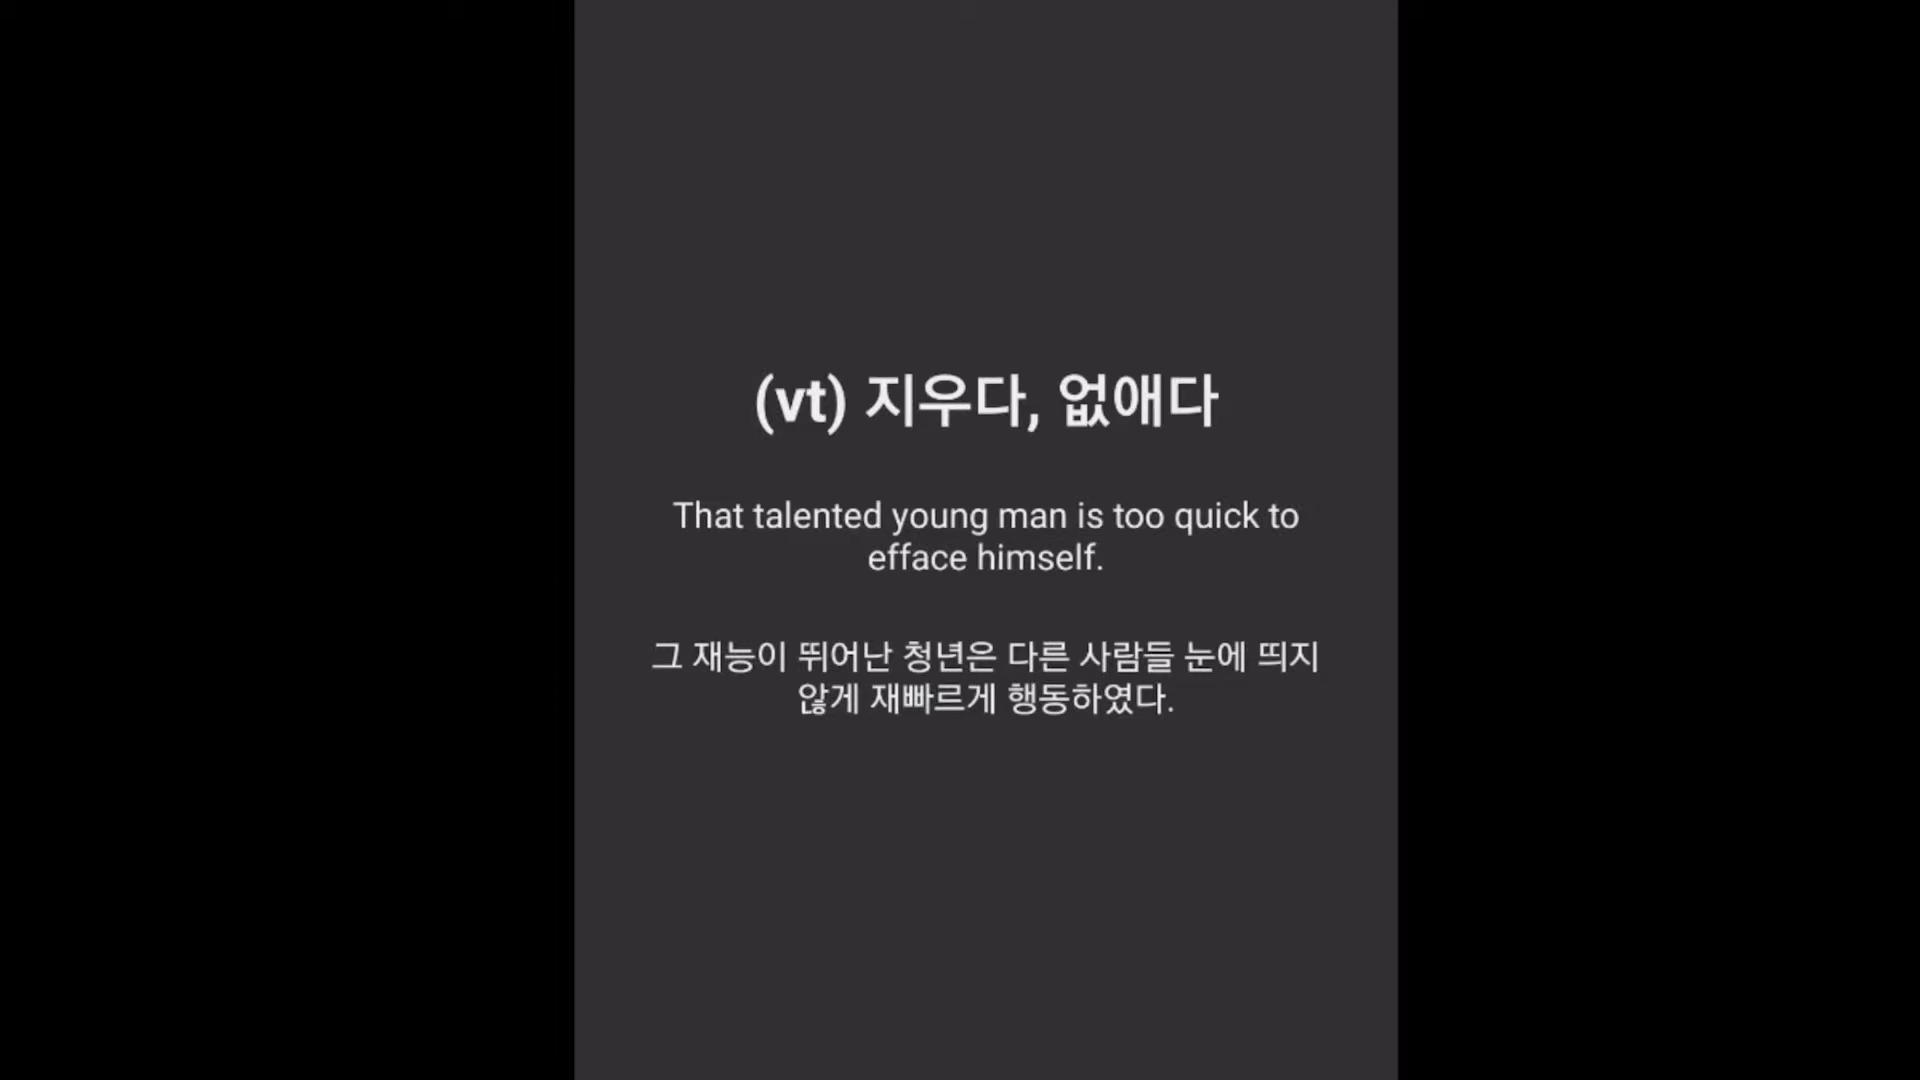 (vt) 지우다, 없애다
That talented young man is too quick to
efface himself.
그 재능이 뛰어난 청년은 다른 사람들 눈에 띄지
않게 재빠르게 행동하였다.